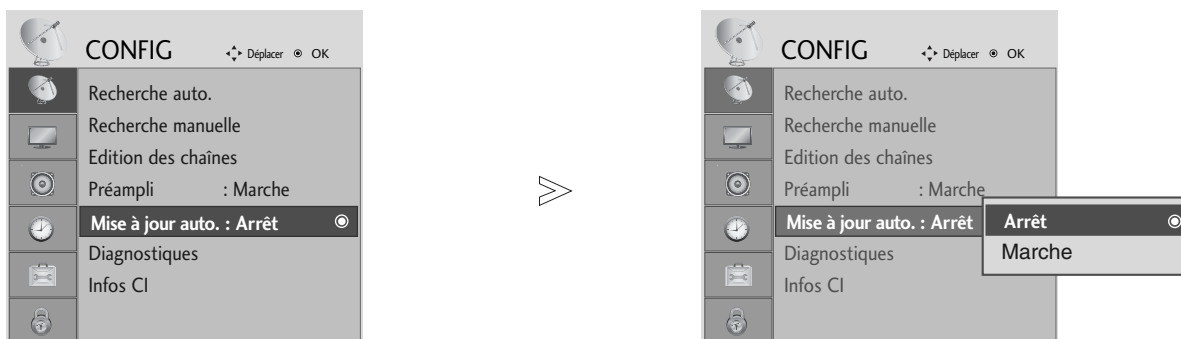 CONFIG Déplacer OK
Recherche auto.
Recherche manuelle
Edition des chaînes
Préampli : Marche
Mise à jour auto. : Arrêt
Diagnostiques
Infos CI
CONFIG Déplacer OK
Recherche auto.
Recherche manuelle
Edition des chaînes
Préampli : Marche
Mise à jour auto. : Arrêt
Diagnostiques
Infos CI
Arrêt
Marche